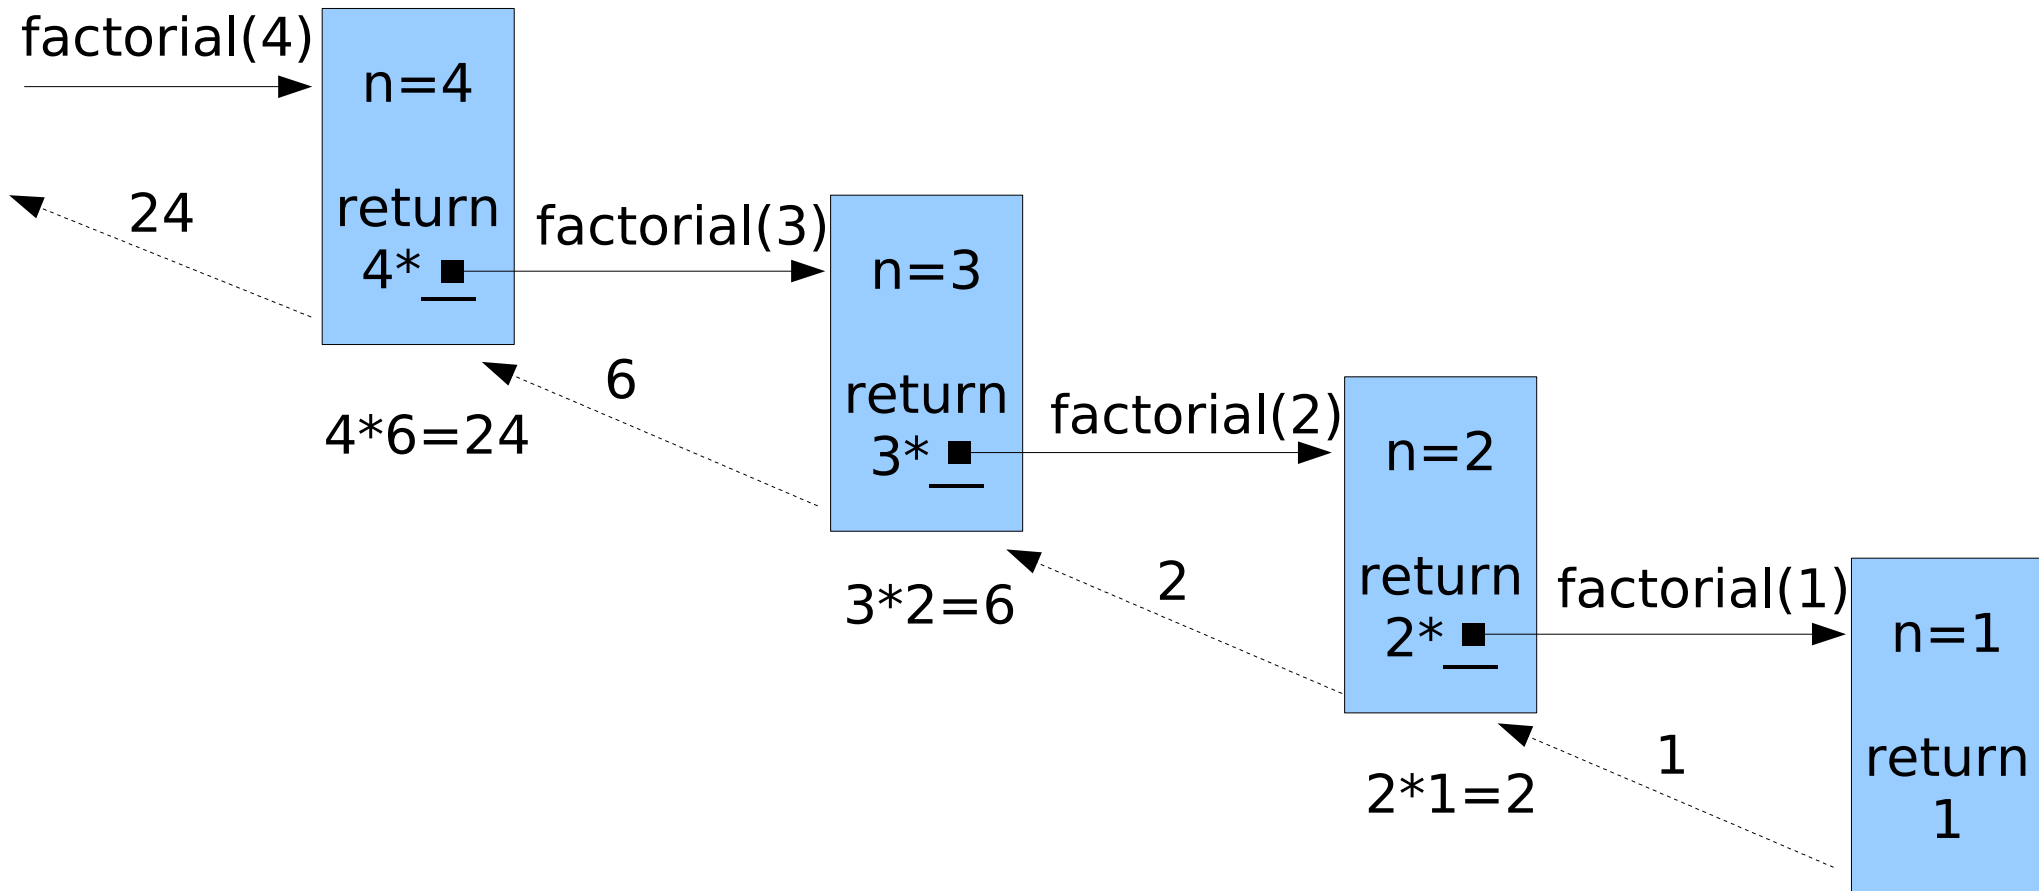 factorial(4)
n=4
24
return
4*
factorial(3)
n=3
6
4*6=24
return
3*
factorial(2)
n=2
2
3*2=6
return
2*
factorial(1)
n=1
1
2*1=2
return
1